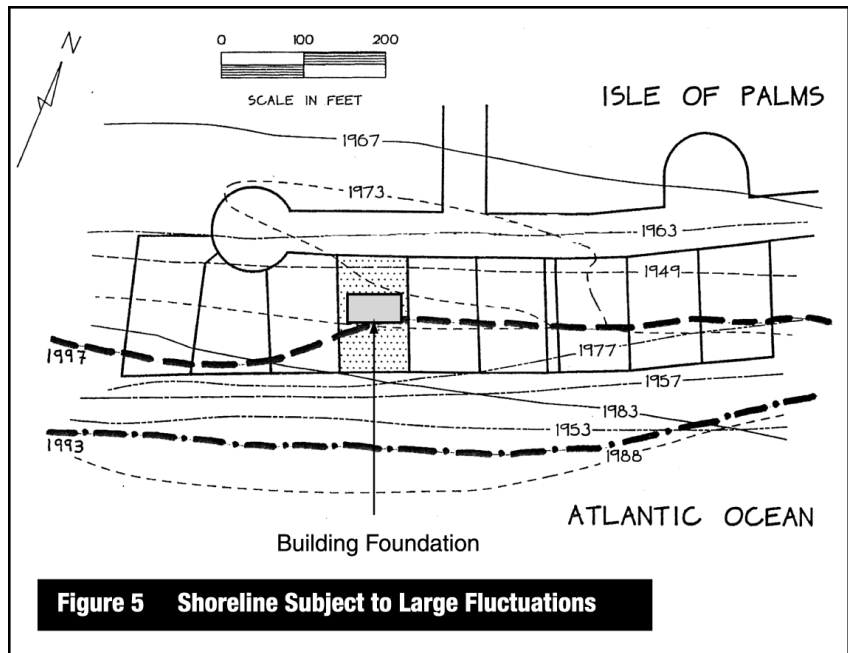 N
0 100 200
SCALE IN FEET
ISLE OF PALMS
1967
1973
1963
1949
1977
1997
1957
1983
1953
1993
1988
ATLANTIC OCEAN
Building Foundation
Figure 5 Shoreline Subject to Large Fluctuations